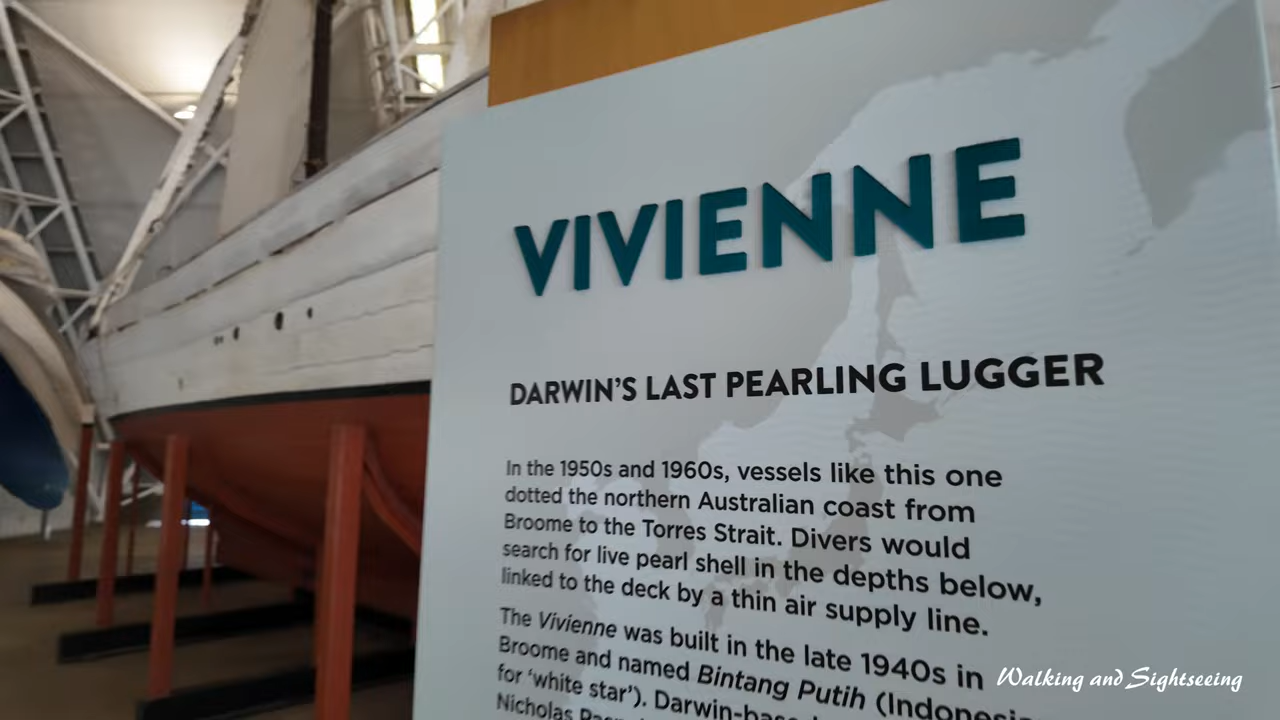 VIVIENNE
DARWIN'S LAST PEARLING LUGGER
In the 1950s and 1960s, vessels like this one
dotted the northern Australian coast from
Broome to the Torres Strait. Divers would
search for live pearl shell in the depths below,
linked to the deck by a thin air supply line.
The Vivienne was built in the late 1940s in
Broome and named Bintang Putih (Indonesia
for 'white star'). Darwin-based
Nicholas
Walking and Sightseeing